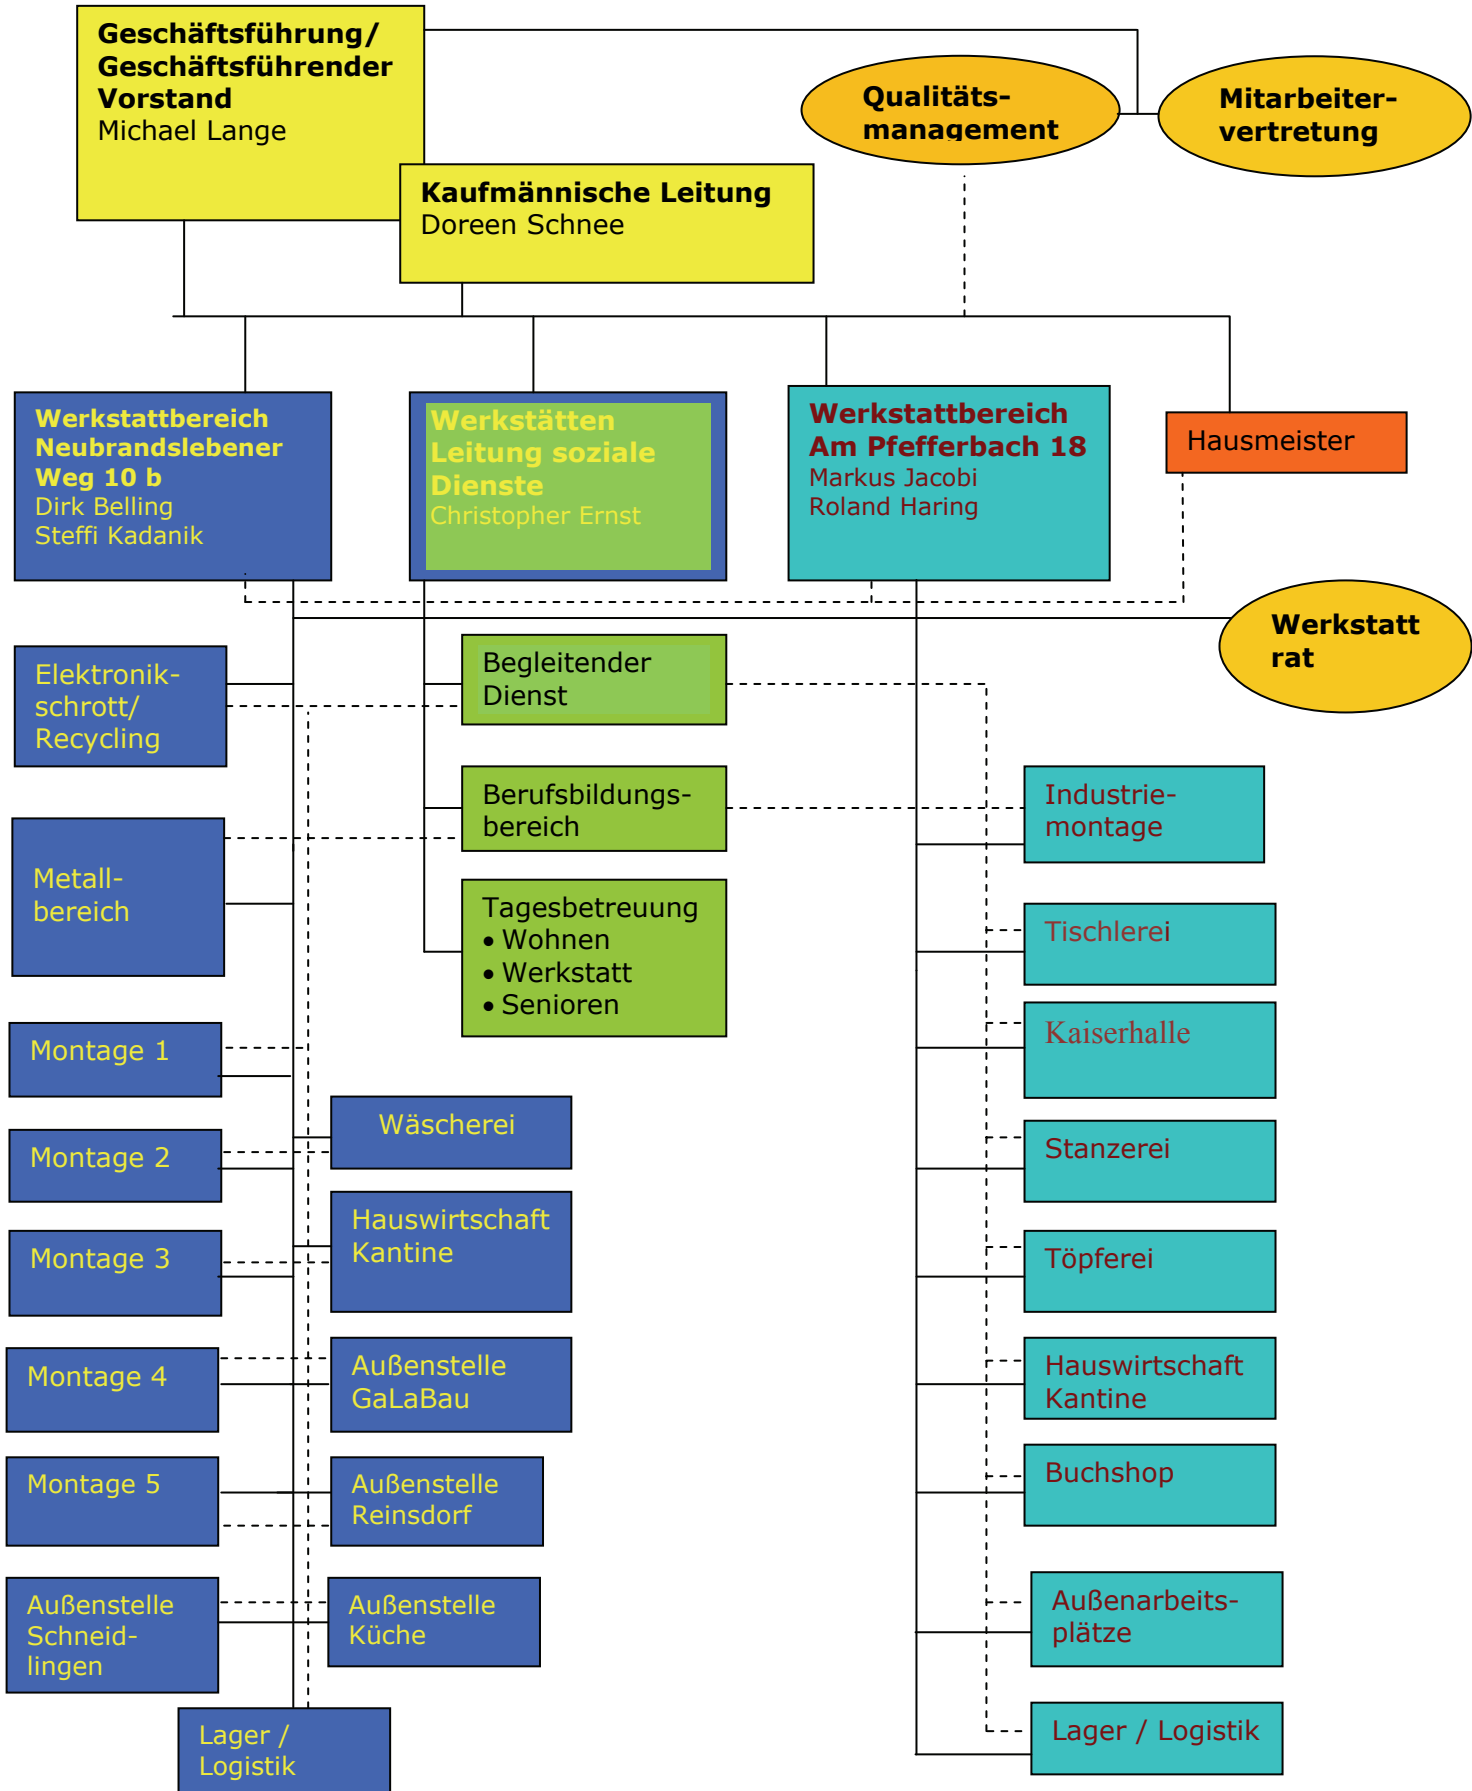 Geschäftsführung/
Geschäftsführender
Vorstand
Michael Lange
Qualitäts-
management
Mitarbeiter-
vertretung
Kaufmännische Leitung
Doreen Schnee
Werkstattbereich
Neubrandslebener
Weg 10 b
Dirk Belling
Steffi Kadanik
Werkstätten
Leitung soziale
Dienste
Christopher Ernst
Werkstattbereich
Am Pfefferbach 18
Markus Jacobi
Roland Haring
Hausmeister
Werkstatt
rat
Elektronik-
schrott/
Recycling
Metall-
bereich
Montage 1
Montage 2
Montage 3
Montage 4
Montage 5
Außenstelle
Schneid-
lingen
Wäscherei
Hauswirtschaft
Kantine
Außenstelle
GaLaBau
Außenstelle
Reinsdorf
Außenstelle
Küche
Lager /
Logistik
Begleitender
Dienst
Berufsbildungs-
bereich
Tagesbetreuung
• Wohnen
• Werkstatt
• Senioren
Industrie-
montage
Tischlerei
Kaiserhalle
Stanzerei
Töpferei
Hauswirtschaft
Kantine
Buchshop
Außenarbeits-
plätze
Lager / Logistik